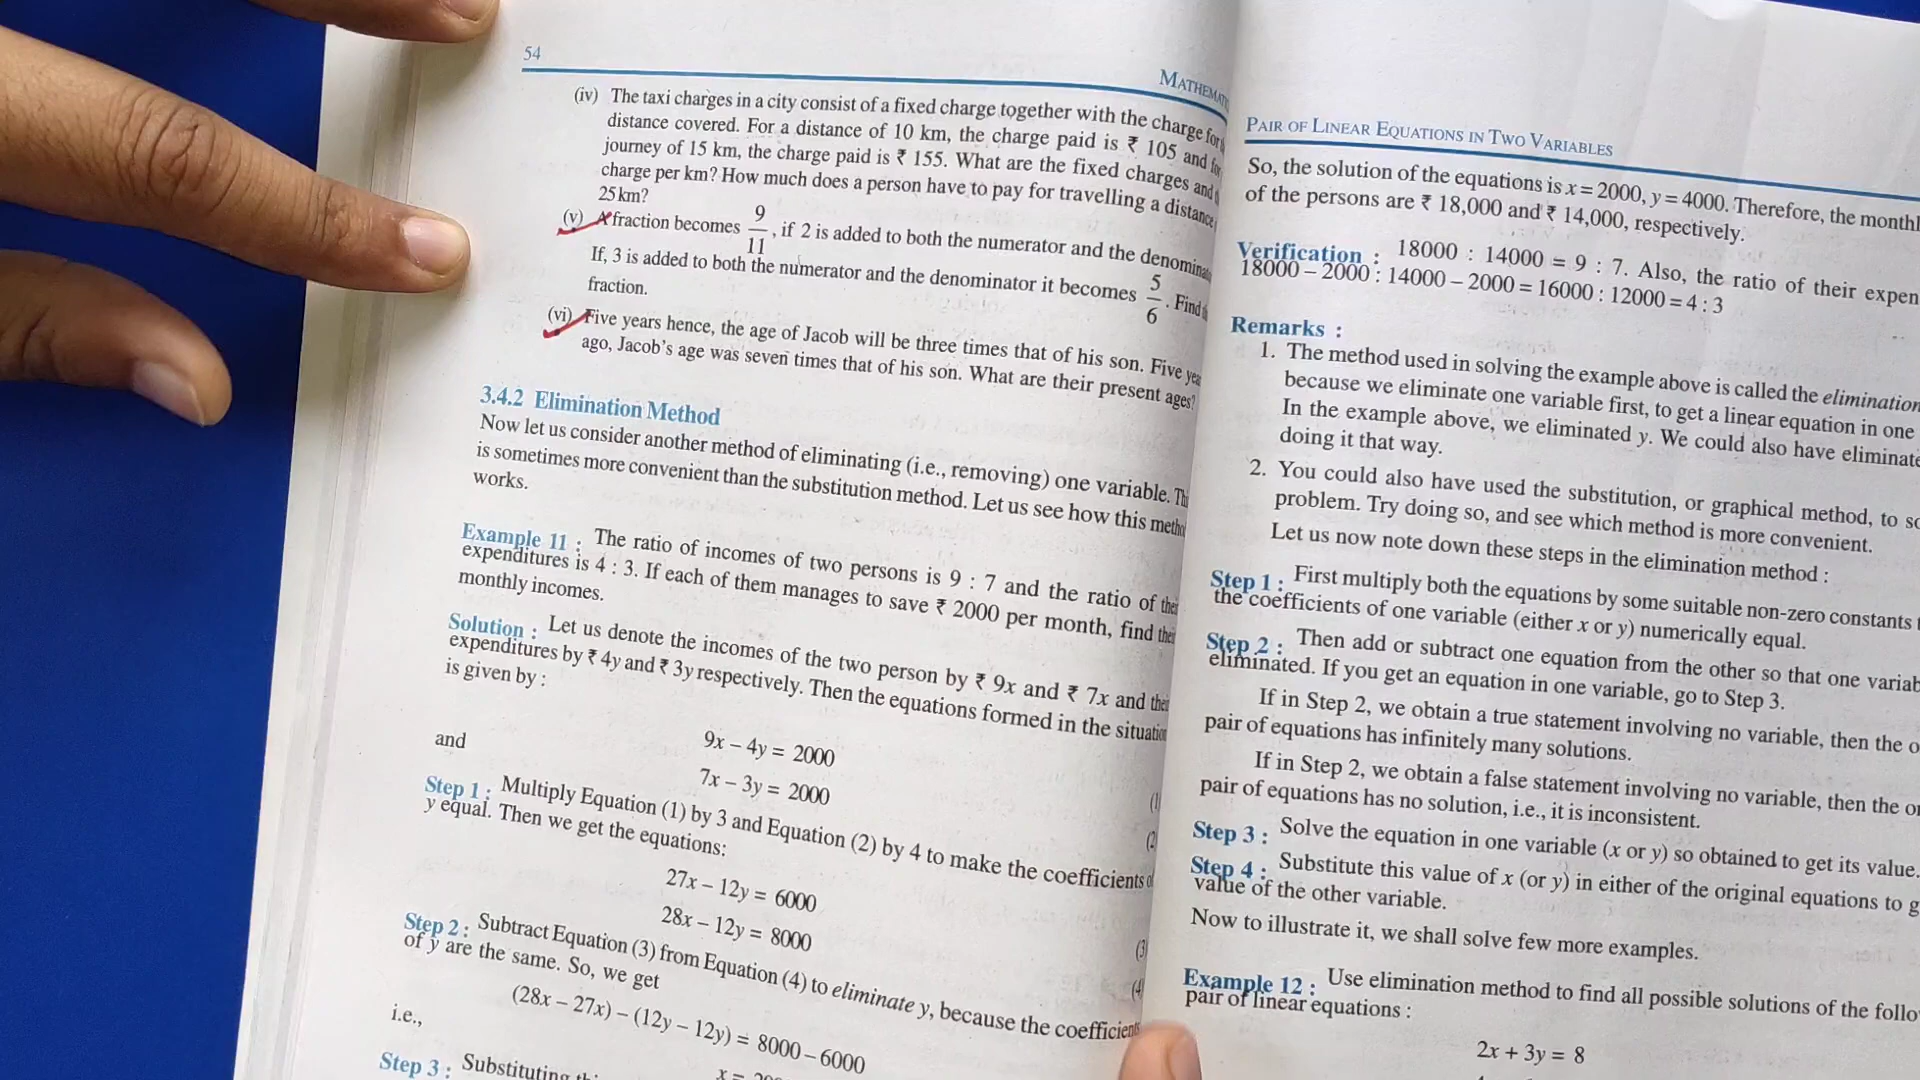 54
MATHEMAT
(iv) The taxi charges in a city consist of a fixed charge together with the charge for
distance covered. For a distance of 10 km, the charge paid is ₹ 105 and for
journey of 15 km, the charge paid is ₹ 155. What are the fixed charges and
charge per km? How much does a person have to pay for travelling a distance
25 km?
(v) A fraction becomes 9/11, if 2 is added to both the numerator and the denomina
If, 3 is added to both the numerator and the denominator it becomes 5/6. Find
fraction.
(vi) Five years hence, the age of Jacob will be three times that of his son. Five
ago, Jacob's age was seven times that of his son. What are their present ages?
3.4.2 Elimination Method
Now let us consider another method of eliminating (i.e., removing) one variable.
is sometimes more convenient than the substitution method. Let us see how this metho
works.
Example 11 : The ratio of incomes of two persons is 9 : 7 and the ratio of
expenditures is 4 : 3. If each of them manages to save ₹ 2000 per month, find
monthly incomes.
Solution : Let us denote the incomes of the two person by ₹ 9x and ₹ 7x and
expenditures by ₹ 4y and ₹ 3y respectively. Then the equations formed in the situation
is given by :
9x – 4y = 2000 (1
and 7x – 3y = 2000 (2
Step 1 : Multiply Equation (1) by 3 and Equation (2) by 4 to make the coefficients
y equal. Then we get the equations:
27x – 12y = 6000 (3
28x – 12y = 8000 (4
Step 2 : Subtract Equation (3) from Equation (4) to eliminate y, because the coefficients
of y are the same. So, we get
(28x – 27x) – (12y – 12y) = 8000 – 6000
i.e., x =
Step 3 : Substituting
PAIR OF LINEAR EQUATIONS IN TWO VARIABLES
So, the solution of the equations is x = 2000, y = 4000. Therefore, the monthl
of the persons are ₹ 18,000 and ₹ 14,000, respectively.
Verification : 18000 : 14000 = 9 : 7. Also, the ratio of their expen
18000 – 2000 : 14000 – 2000 = 16000 : 12000 = 4 : 3
Remarks :
1. The method used in solving the example above is called the elimination
because we eliminate one variable first, to get a linear equation in one
In the example above, we eliminated y. We could also have eliminate
doing it that way.
2. You could also have used the substitution, or graphical method, to so
problem. Try doing so, and see which method is more convenient.
Let us now note down these steps in the elimination method :
Step 1 : First multiply both the equations by some suitable non-zero constants
the coefficients of one variable (either x or y) numerically equal.
Step 2 : Then add or subtract one equation from the other so that one variab
eliminated. If you get an equation in one variable, go to Step 3.
If in Step 2, we obtain a true statement involving no variable, then the o
pair of equations has infinitely many solutions.
If in Step 2, we obtain a false statement involving no variable, then the or
pair of equations has no solution, i.e., it is inconsistent.
Step 3 : Solve the equation in one variable (x or y) so obtained to get its value.
Step 4 : Substitute this value of x (or y) in either of the original equations to g
value of the other variable.
Now to illustrate it, we shall solve few more examples.
Example 12 : Use elimination method to find all possible solutions of the follo
pair of linear equations :
2x + 3y = 8